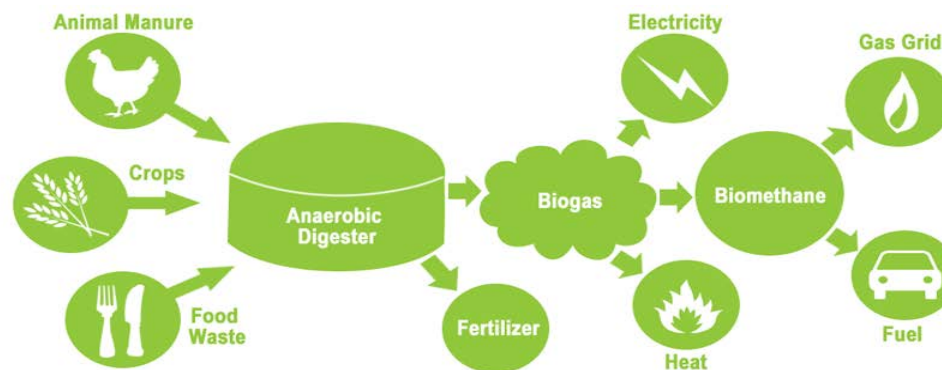 Animal Manure
Electricity
Gas Grid
Crops
Anaerobic
Digester
Biogas
Biomethane
Food
Waste
Fertilizer
Heat
Fuel